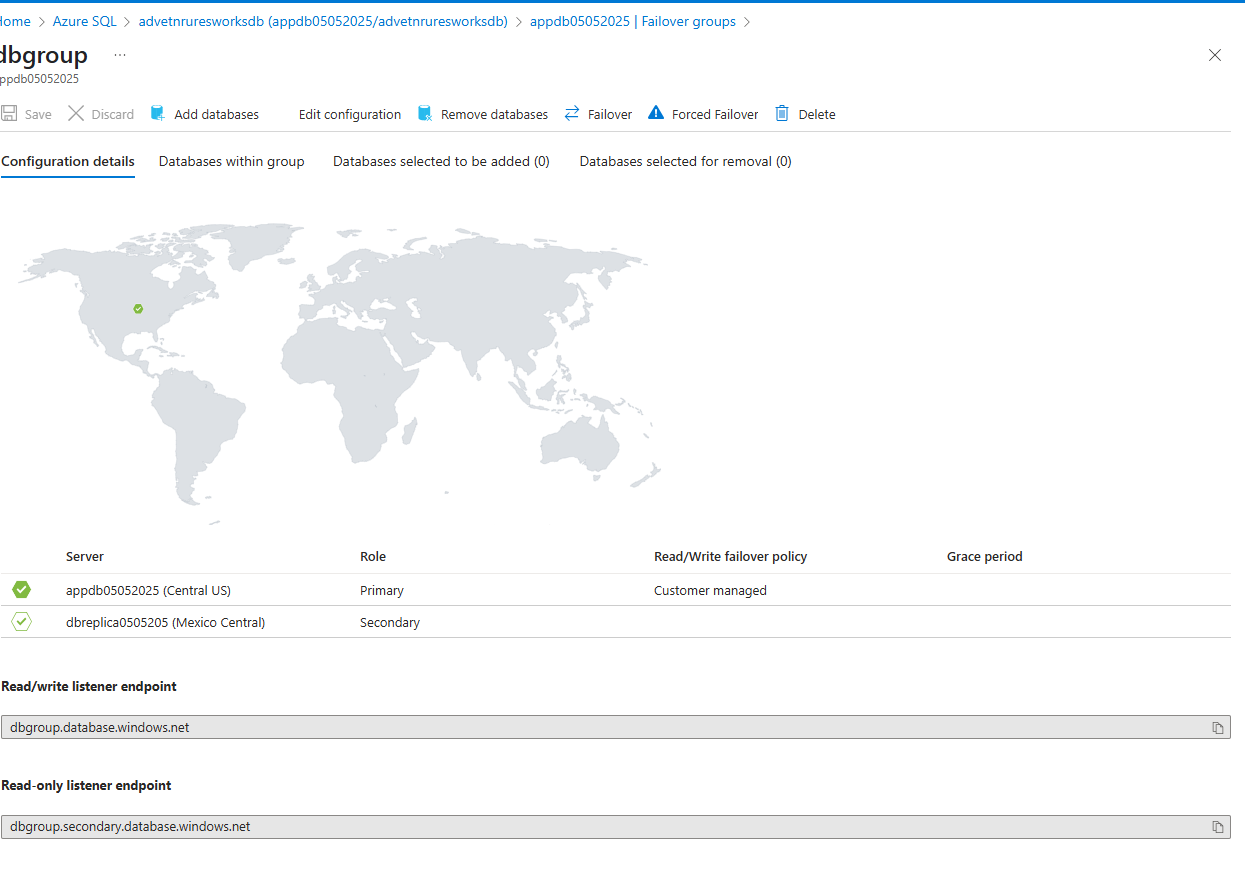 Home > Azure SQL > advetnruresworksdb (appdb05052025/advetnruresworksdb) > appdb05052025 | Failover groups >
dbgroup ...
appdb05052025
Save Discard Add databases Edit configuration Remove databases Failover Forced Failover Delete
Configuration details Databases within group Databases selected to be added (0) Databases selected for removal (0)
Server Role Read/Write failover policy Grace period
appdb05052025 (Central US) Primary Customer managed
dbreplica0505205 (Mexico Central) Secondary
Read/write listener endpoint
dbgroup.database.windows.net
Read-only listener endpoint
dbgroup.secondary.database.windows.net